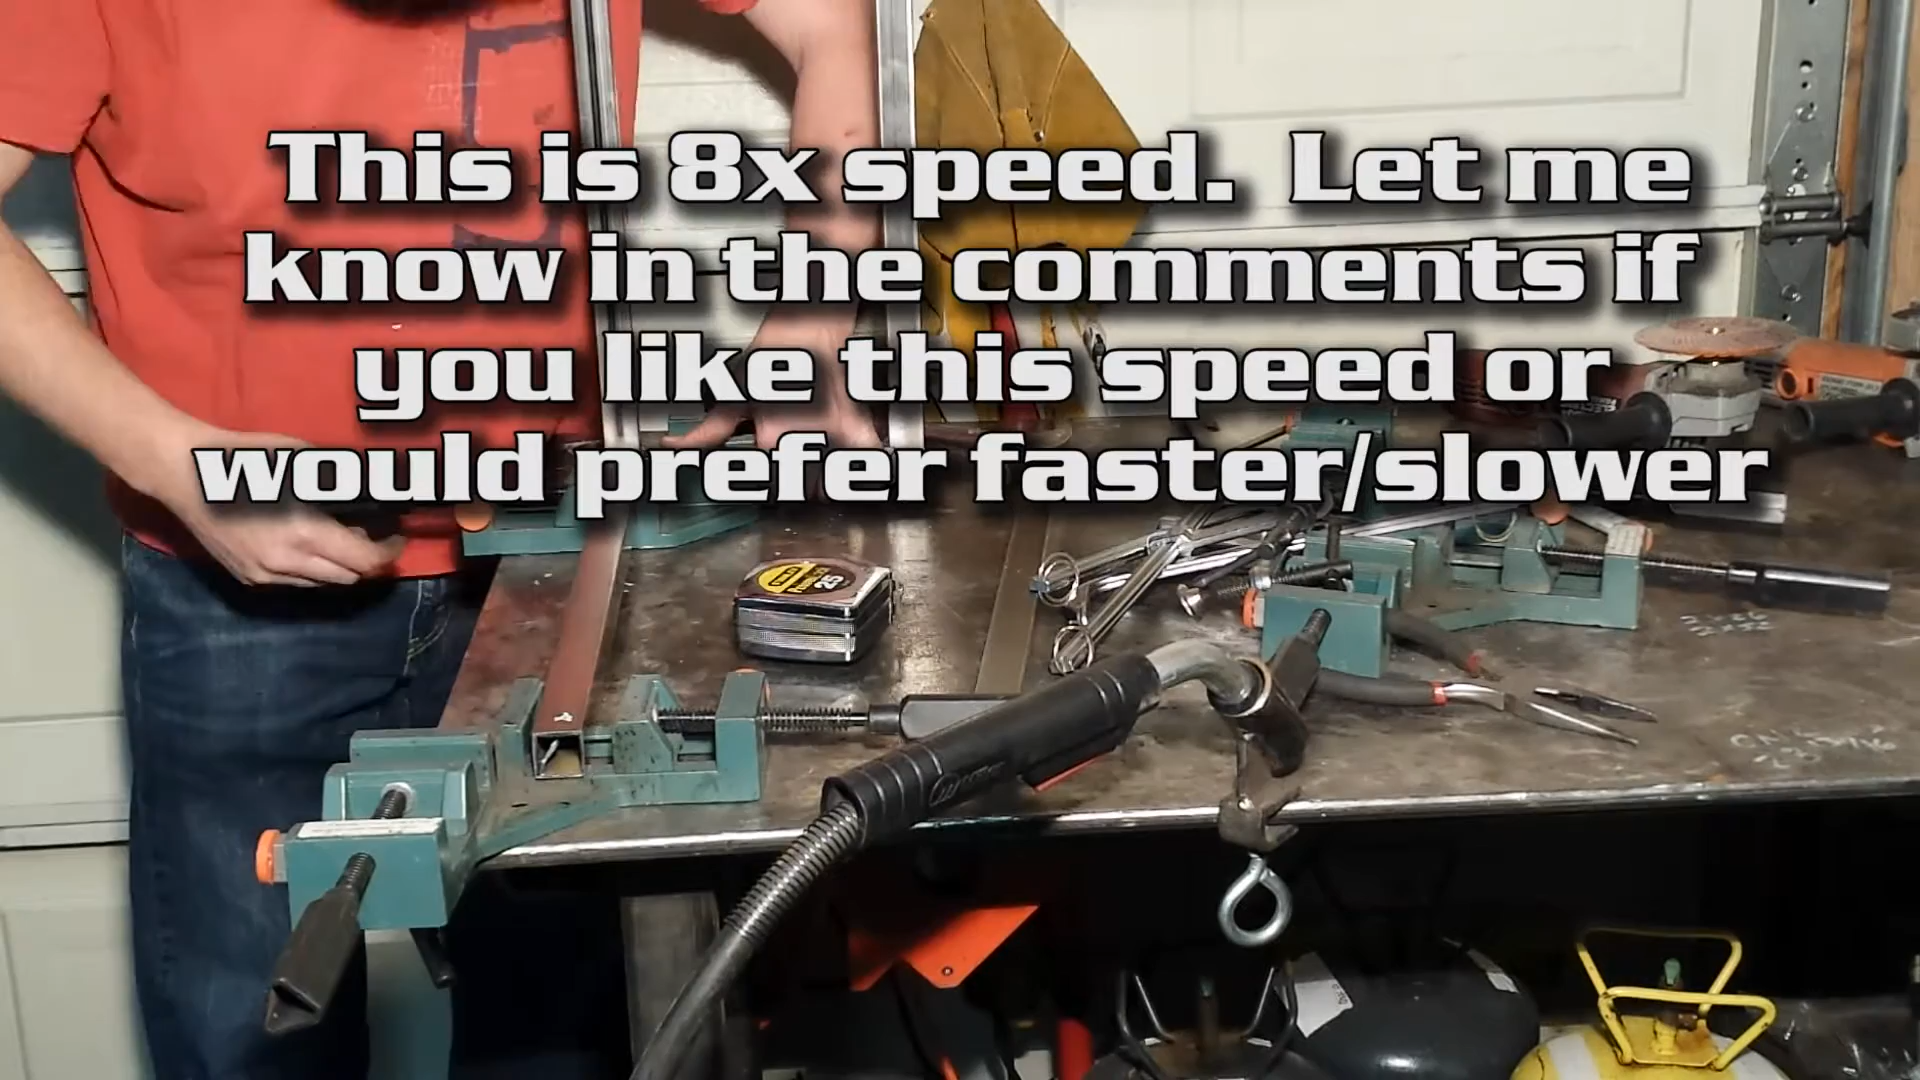 This is 8x speed.  Let me
know in the comments if
you like this speed or
would prefer faster/slower
25